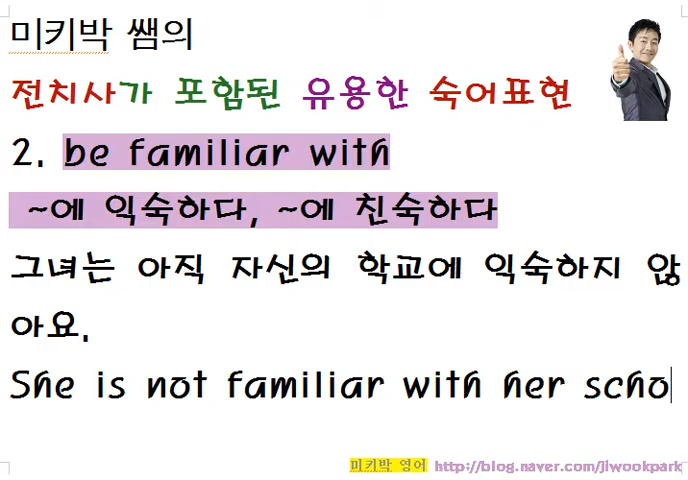 미키박 쌤의
전치사가 포함된 유용한 숙어표현
2. be familiar with
~에 익숙하다, ~에 친숙하다
그녀는 아직 자신의 학교에 익숙하지 않
아요.
She is not familiar with her scho
미키박 영어 http://blog.naver.com/jiwookpark